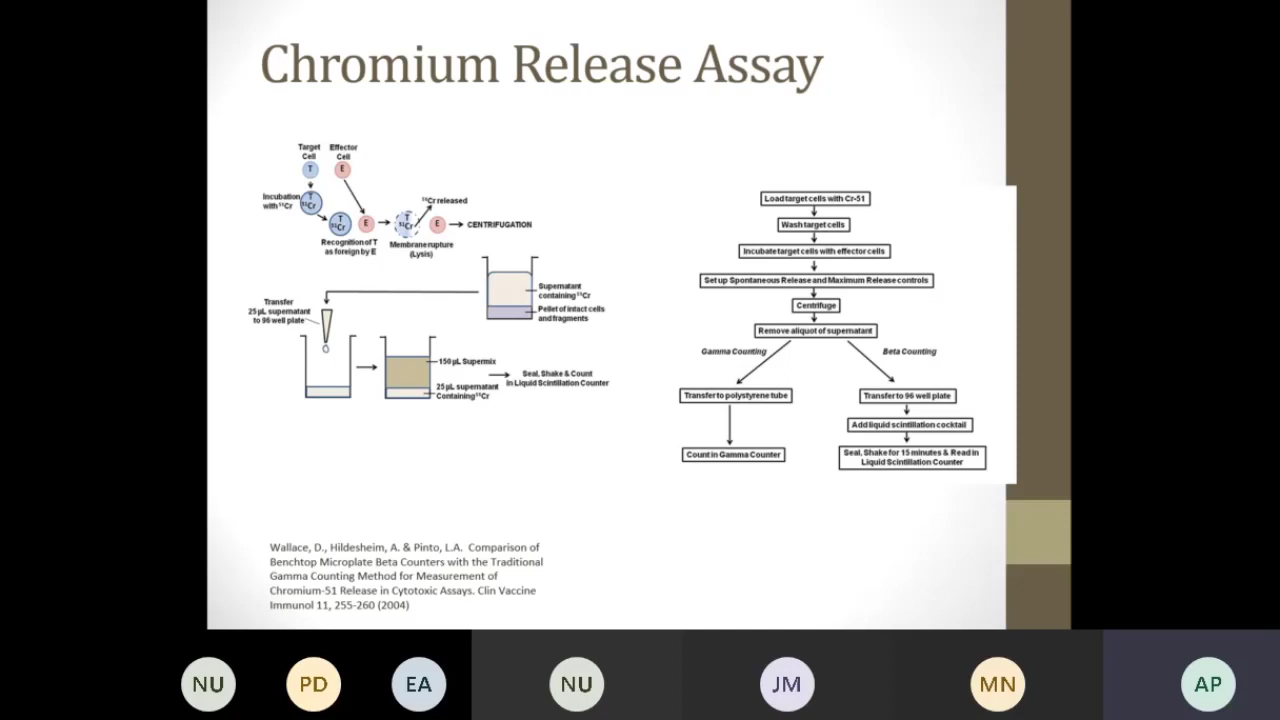 Chromium Release Assay
Target
Cell
Effector
Cell
T
E
Incubation
with ⁵¹Cr
T
⁵¹Cr
T
⁵¹Cr
E
T
⁵¹Cr
E
⁵¹Cr released
CENTRIFUGATION
Recognition of T
as foreign by E
Membrane rupture
(Lysis)
Supernatant
containing ⁵¹Cr
Pellet of intact cells
and fragments
Transfer
25 µL supernatant
to 96 well plate
150 µL Supermix
25 µL supernatant
Containing ⁵¹Cr
Seal, Shake & Count
in Liquid Scintillation Counter
Load target cells with Cr-51
Wash target cells
Incubate target cells with effector cells
Set up Spontaneous Release and Maximum Release controls
Centrifuge
Remove aliquot of supernatant
Gamma Counting
Beta Counting
Transfer to polystyrene tube
Transfer to 96 well plate
Add liquid scintillation cocktail
Count in Gamma Counter
Seal, Shake for 15 minutes & Read in
Liquid Scintillation Counter
Wallace, D., Hildesheim, A. & Pinto, L.A. Comparison of
Benchtop Microplate Beta Counters with the Traditional
Gamma Counting Method for Measurement of
Chromium-51 Release in Cytotoxic Assays. Clin Vaccine
Immunol 11, 255-260 (2004)
NU
PD
EA
NU
JM
MN
AP